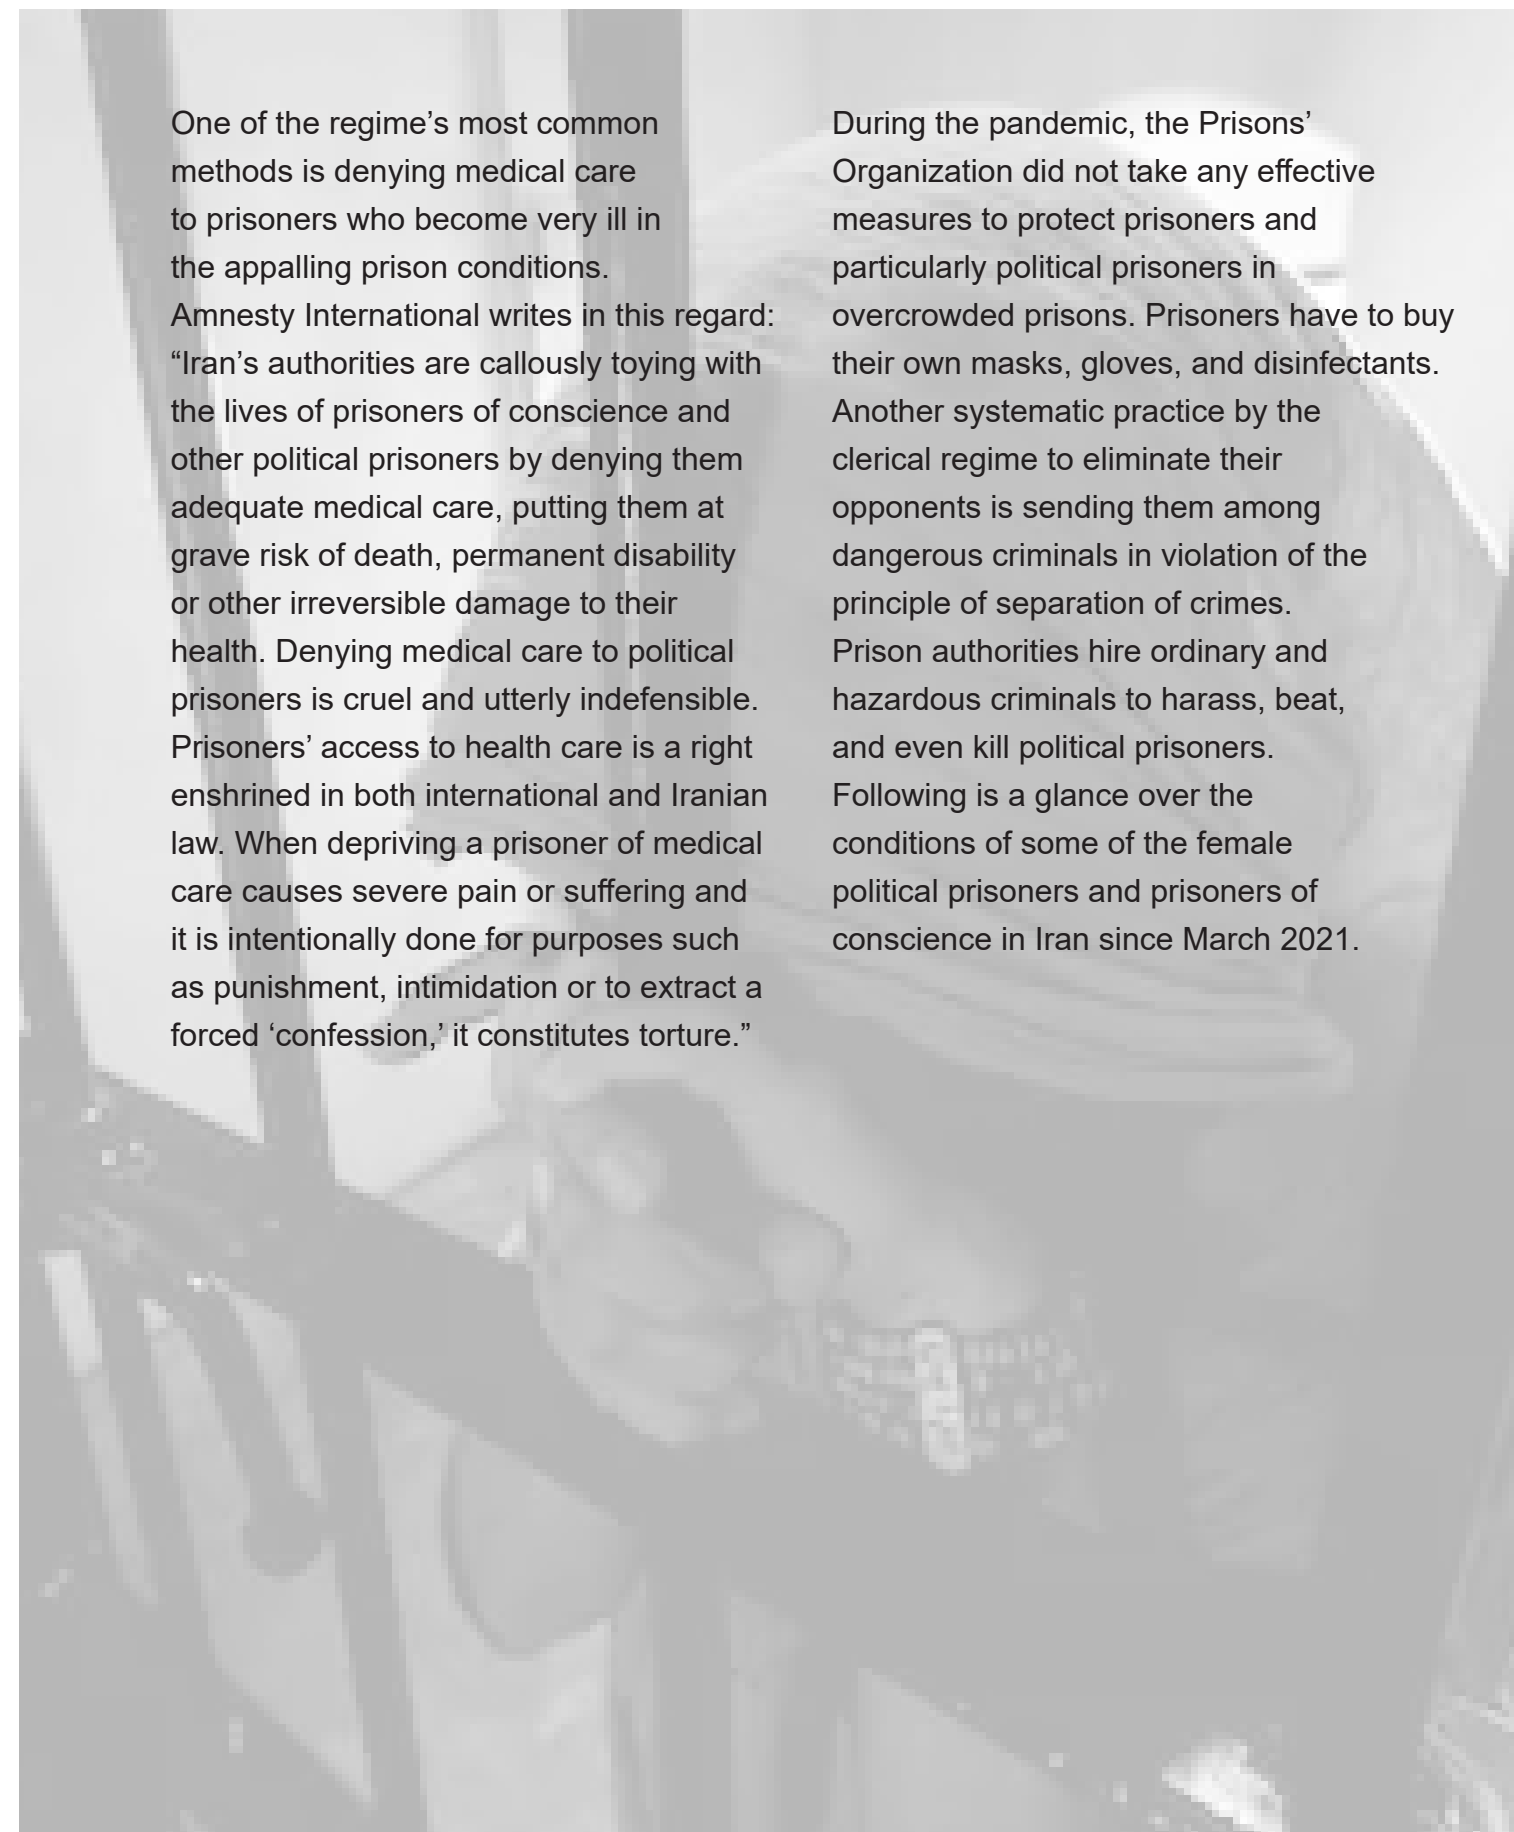 One of the regime’s most common
methods is denying medical care
to prisoners who become very ill in
the appalling prison conditions.
Amnesty International writes in this regard:
“Iran’s authorities are callously toying with
the lives of prisoners of conscience and
other political prisoners by denying them
adequate medical care, putting them at
grave risk of death, permanent disability
or other irreversible damage to their
health. Denying medical care to political
prisoners is cruel and utterly indefensible.
Prisoners’ access to health care is a right
enshrined in both international and Iranian
law. When depriving a prisoner of medical
care causes severe pain or suffering and
it is intentionally done for purposes such
as punishment, intimidation or to extract a
forced ‘confession,’ it constitutes torture.”
During the pandemic, the Prisons’
Organization did not take any effective
measures to protect prisoners and
particularly political prisoners in
overcrowded prisons. Prisoners have to buy
their own masks, gloves, and disinfectants.
Another systematic practice by the
clerical regime to eliminate their
opponents is sending them among
dangerous criminals in violation of the
principle of separation of crimes.
Prison authorities hire ordinary and
hazardous criminals to harass, beat,
and even kill political prisoners.
Following is a glance over the
conditions of some of the female
political prisoners and prisoners of
conscience in Iran since March 2021.